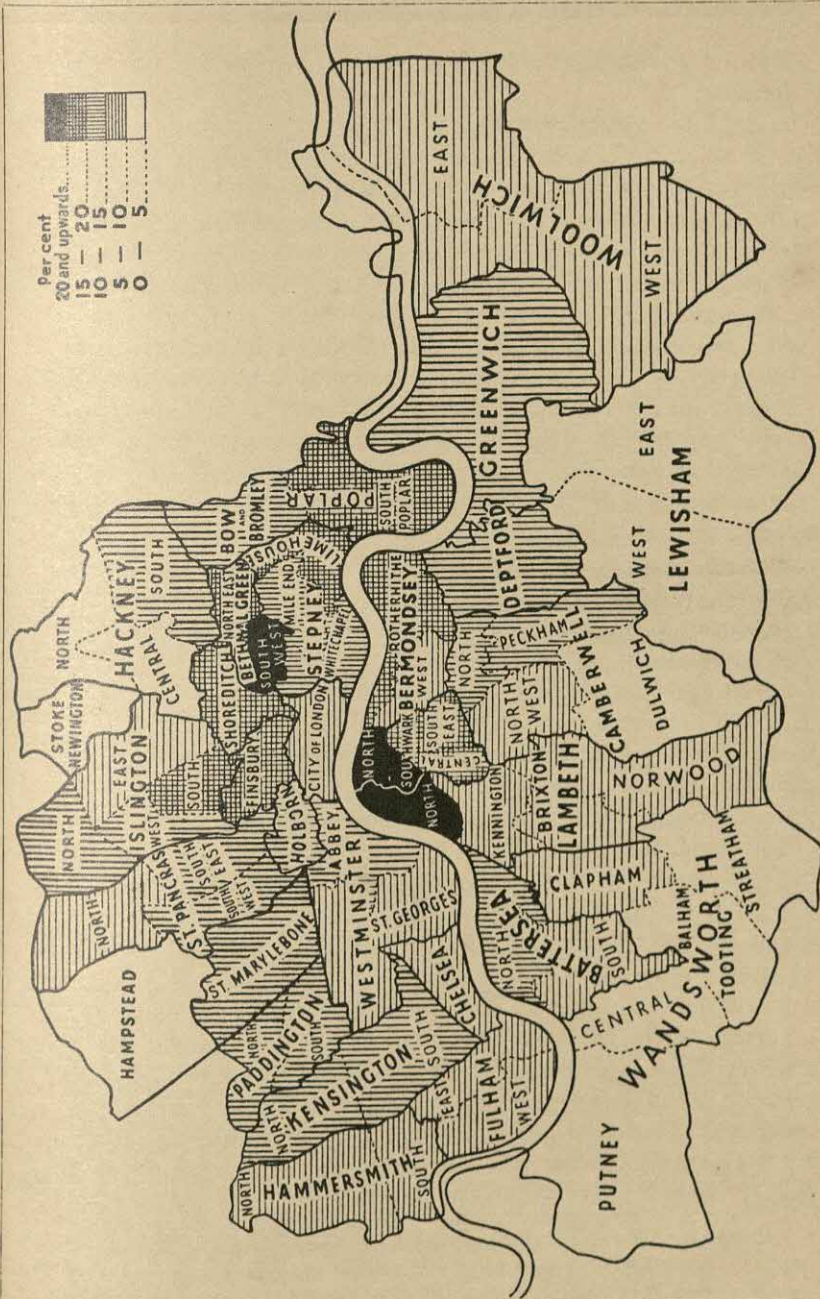 Per cent
20 and upwards
15 — 20
10 — 15
5 — 10
0 — 5
HAMPSTEAD
NORTH
ST. PANCRAS
SOUTH EAST
SOUTH WEST
NORTH
EAST
ISLINGTON
WEST
SOUTH
STOKE NEWINGTON
NORTH
HACKNEY
CENTRAL
SOUTH
NORTH
PADDINGTON
SOUTH
ST. MARYLEBONE
HOLBORN
FINSBURY
SHOREDITCH
NORTH EAST
BETHNAL GREEN
SOUTH WEST
BOW AND BROMLEY
POPLAR
SOUTH POPLAR
LIMEHOUSE
MILE END
STEPNEY
WHITECHAPEL
CITY OF LONDON
ABBEY
WESTMINSTER
ST. GEORGES
NORTH
KENSINGTON
SOUTH
NORTH
HAMMERSMITH
SOUTH
CHELSEA
EAST
FULHAM
WEST
NORTH
SOUTHWARK
CENTRAL
SOUTH EAST
ROTHERHITHE
BERMONDSEY
WEST
NORTH
KENNINGTON
BRIXTON
LAMBETH
NORWOOD
NORTH
BATTERSEA
SOUTH
CLAPHAM
NORTH
PECKHAM
NORTH WEST
CAMBERWELL
DULWICH
DEPTFORD
GREENWICH
EAST
WOOLWICH
WEST
WEST
LEWISHAM
EAST
PUTNEY
CENTRAL
WANDSWORTH
BALHAM
TOOTING
STREATHAM